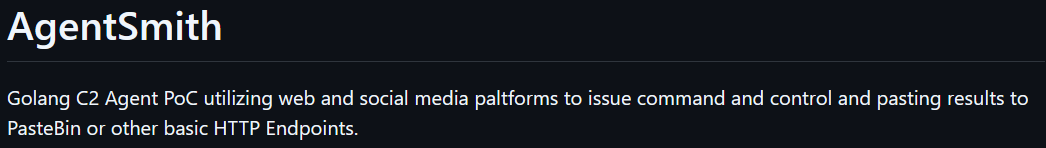 AgentSmith
Golang C2 Agent PoC utilizing web and social media paltforms to issue command and control and pasting results to
PasteBin or other basic HTTP Endpoints.